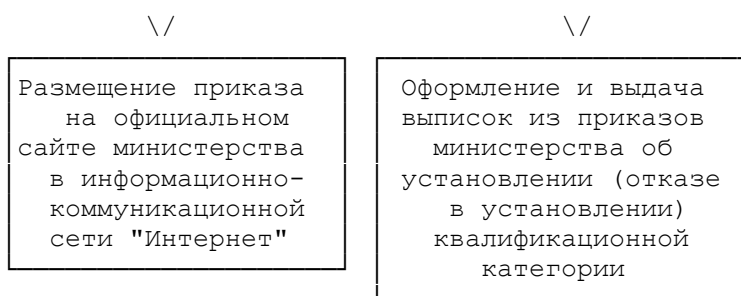 \/ \/
Размещение приказа
на официальном
сайте министерства
в информационно-
коммуникационной
сети "Интернет"
Оформление и выдача
выписок из приказов
министерства об
установлении (отказе
в установлении)
квалификационной
категории